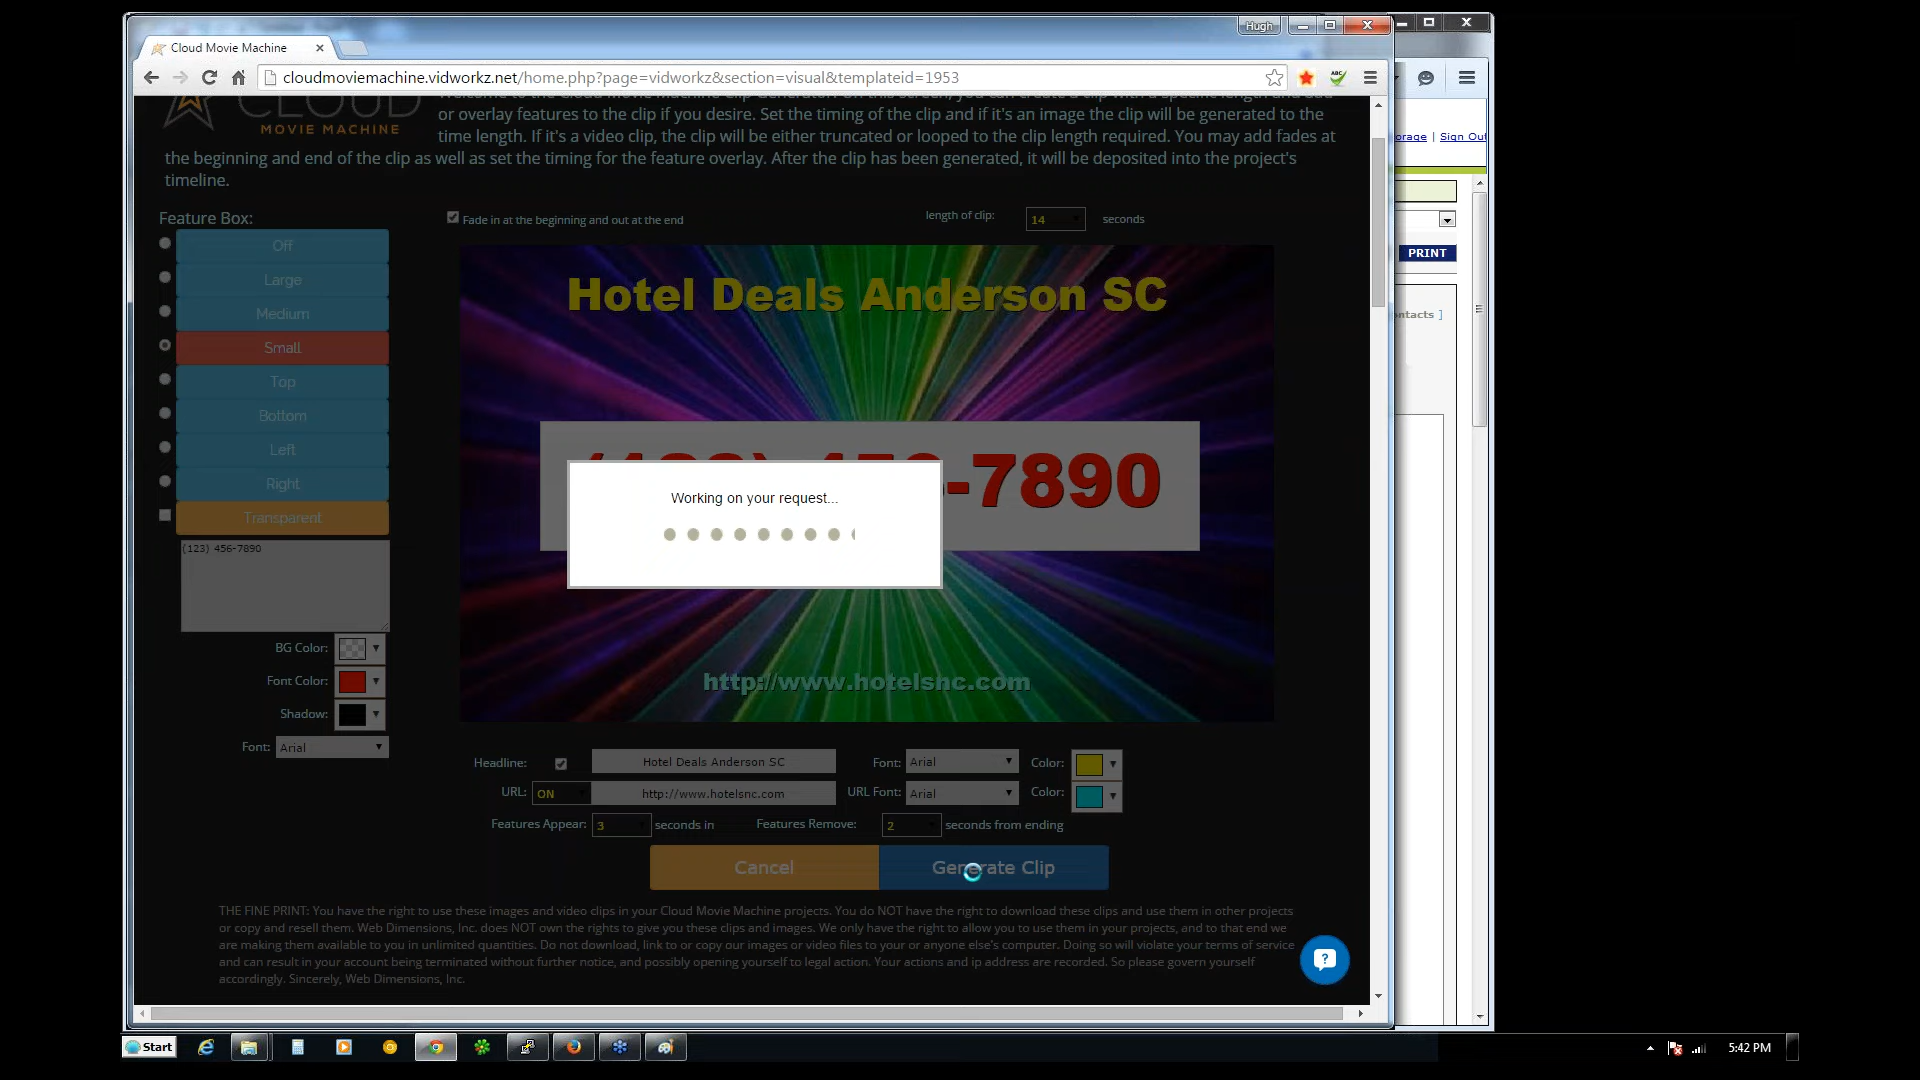 Hugh
Cloud Movie Machine
cloudmoviemachine.vidworkz.net/home.php?page=vidworkz&section=visual&templateid=1953
ABC
orage | Sign Out
CLOUD
MOVIE MACHINE
or overlay features to the clip if you desire. Set the timing of the clip and if it's an image the clip will be generated to the
time length. If it's a video clip, the clip will be either truncated or looped to the clip length required. You may add fades at
the beginning and end of the clip as well as set the timing for the feature overlay. After the clip has been generated, it will be deposited into the project's
timeline.
Feature Box:
Fade in at the beginning and out at the end
length of clip: 14 seconds
Off
Large
Medium
Small
Top
Bottom
Left
Right
Transparent
(123) 456-7890
BG Color:
Font Color:
Shadow:
Font: Arial
Hotel Deals Anderson SC
-7890
Working on your request...
http://www.hotelsnc.com
Headline: Hotel Deals Anderson SC Font: Arial Color:
URL: ON http://www.hotelsnc.com URL Font: Arial Color:
Features Appear: 3 seconds in Features Remove: 2 seconds from ending
Cancel
Generate Clip
THE FINE PRINT: You have the right to use these images and video clips in your Cloud Movie Machine projects. You do NOT have the right to download these clips and use them in other projects
or copy and resell them. Web Dimensions, Inc. does NOT own the rights to give you these clips and images. We only have the right to allow you to use them in your projects, and to that end we
are making them available to you in unlimited quantities. Do not download, link to or copy our images or video files to your or anyone else's computer. Doing so will violate your terms of service
and can result in your account being terminated without further notice, and possibly opening yourself to legal action. Your actions and ip address are recorded. So please govern yourself
accordingly. Sincerely, Web Dimensions, Inc.
PRINT
ontacts ]
Start
5:42 PM